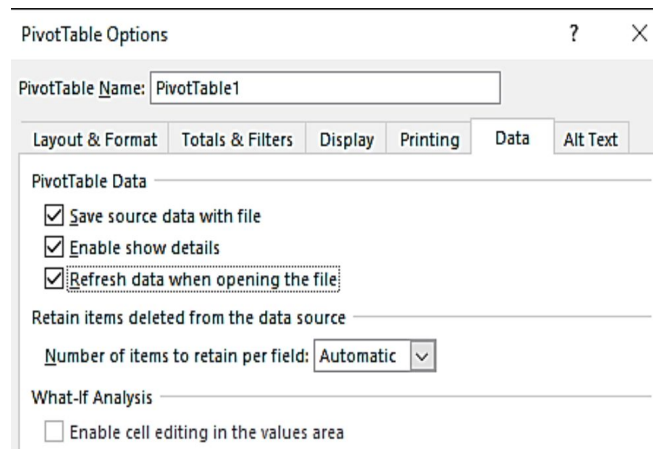 PivotTable Options ?
PivotTable Name: PivotTable1
Layout & Format Totals & Filters Display Printing Data Alt Text
PivotTable Data
Save source data with file
Enable show details
Refresh data when opening the file
Retain items deleted from the data source
Number of items to retain per field: Automatic
What-If Analysis
Enable cell editing in the values area